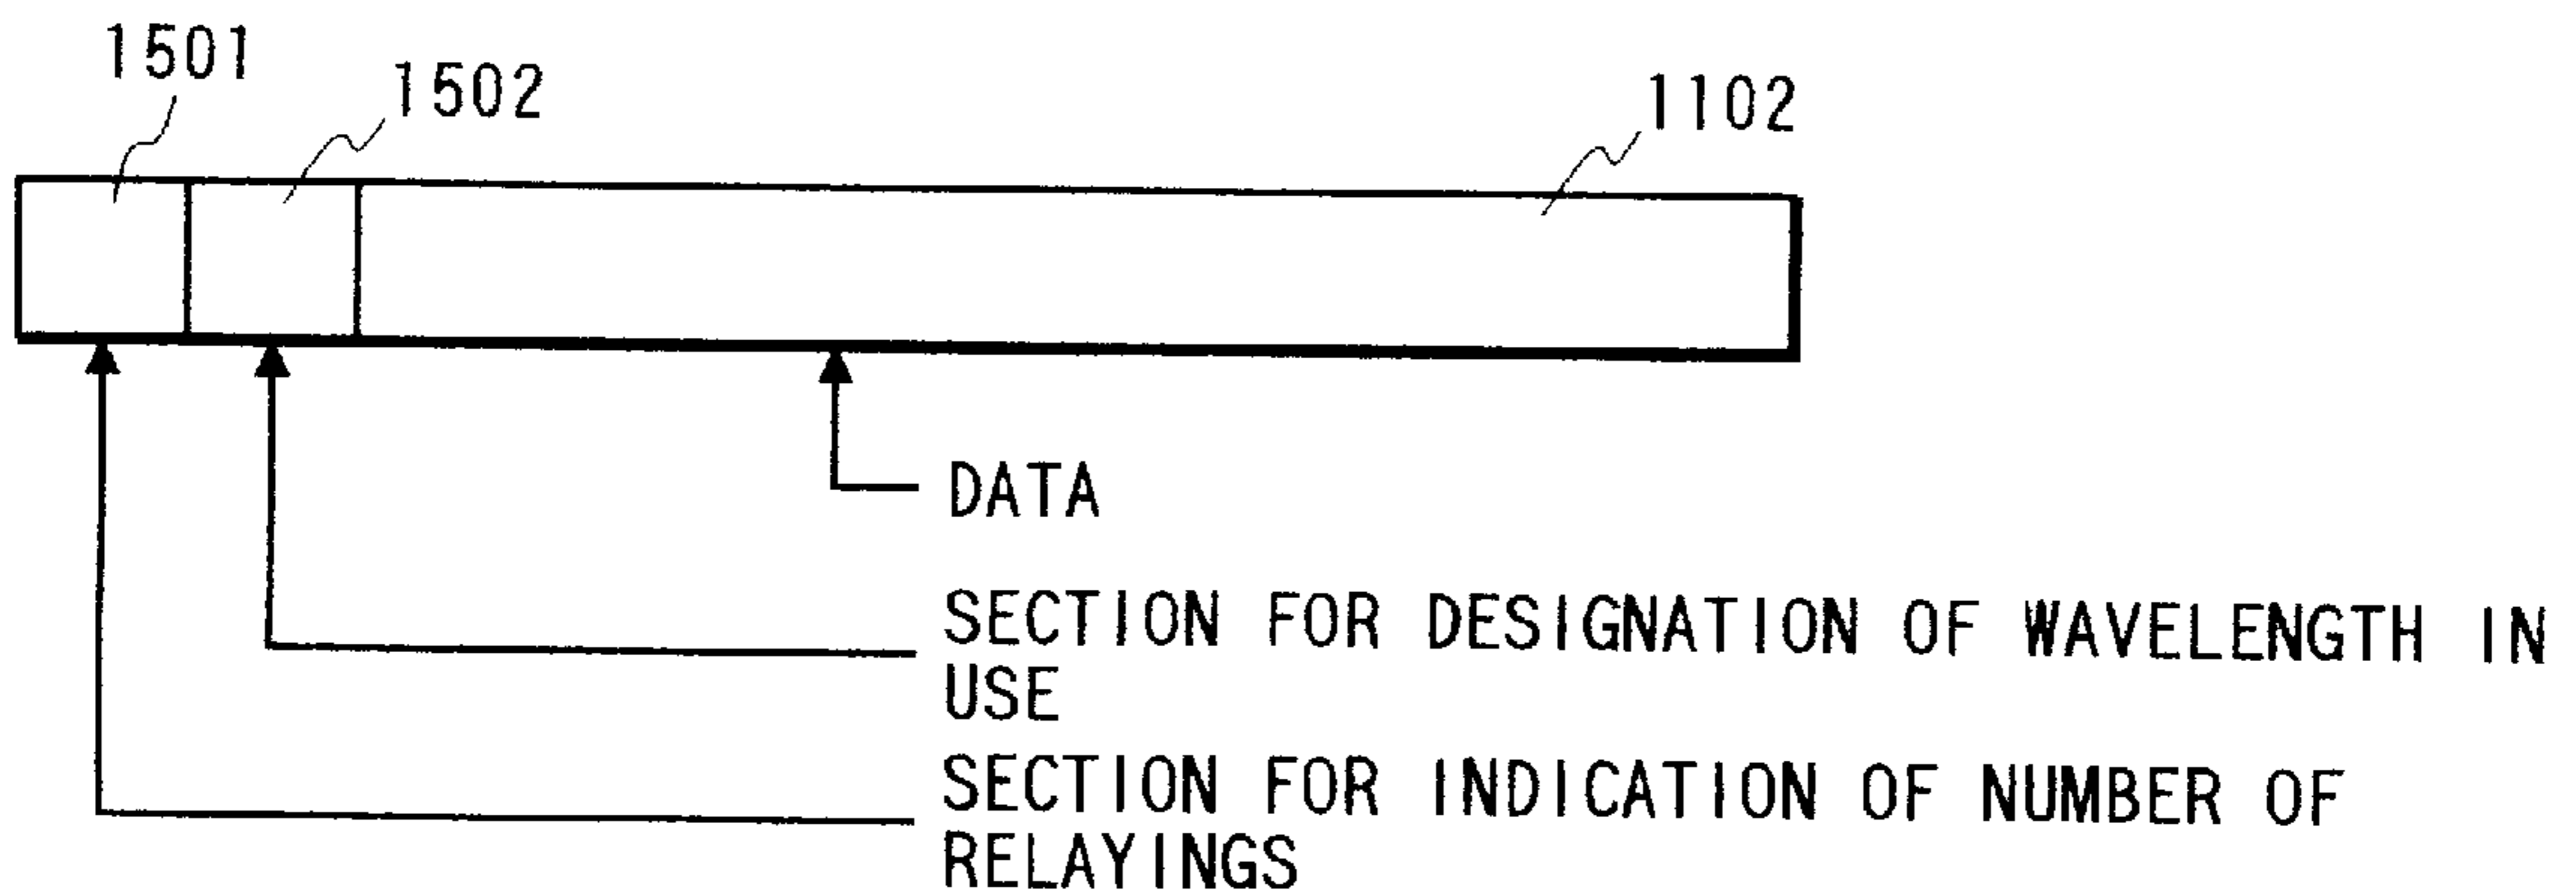 1501
1502
1102
DATA
SECTION FOR DESIGNATION OF WAVELENGTH IN
USE
SECTION FOR INDICATION OF NUMBER OF
RELAYINGS